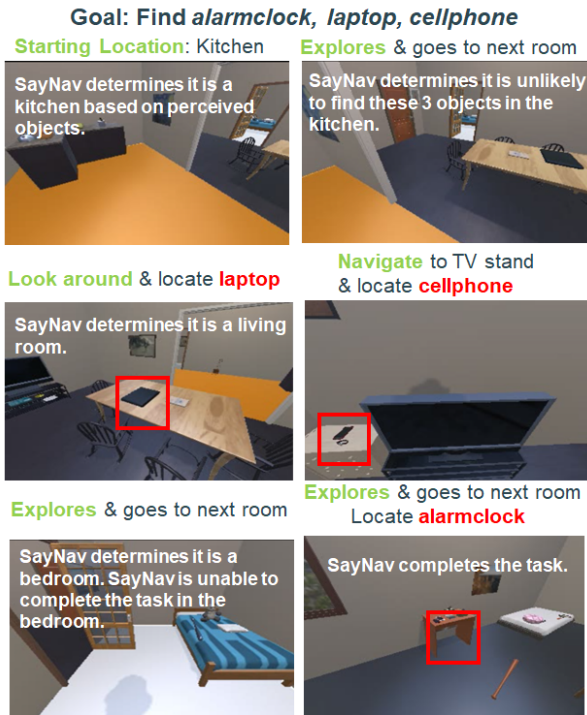 Goal: Find alarmclock, laptop, cellphone
Starting Location: Kitchen
SayNav determines it is a
kitchen based on perceived
objects.
Explores & goes to next room
SayNav determines it is unlikely
to find these 3 objects in the
kitchen.
Look around & locate laptop
SayNav determines it is a living
room.
Navigate to TV stand
& locate cellphone
Explores & goes to next room
SayNav determines it is a
bedroom. SayNav is unable to
complete the task in the
bedroom.
Explores & goes to next room
Locate alarmclock
SayNav completes the task.